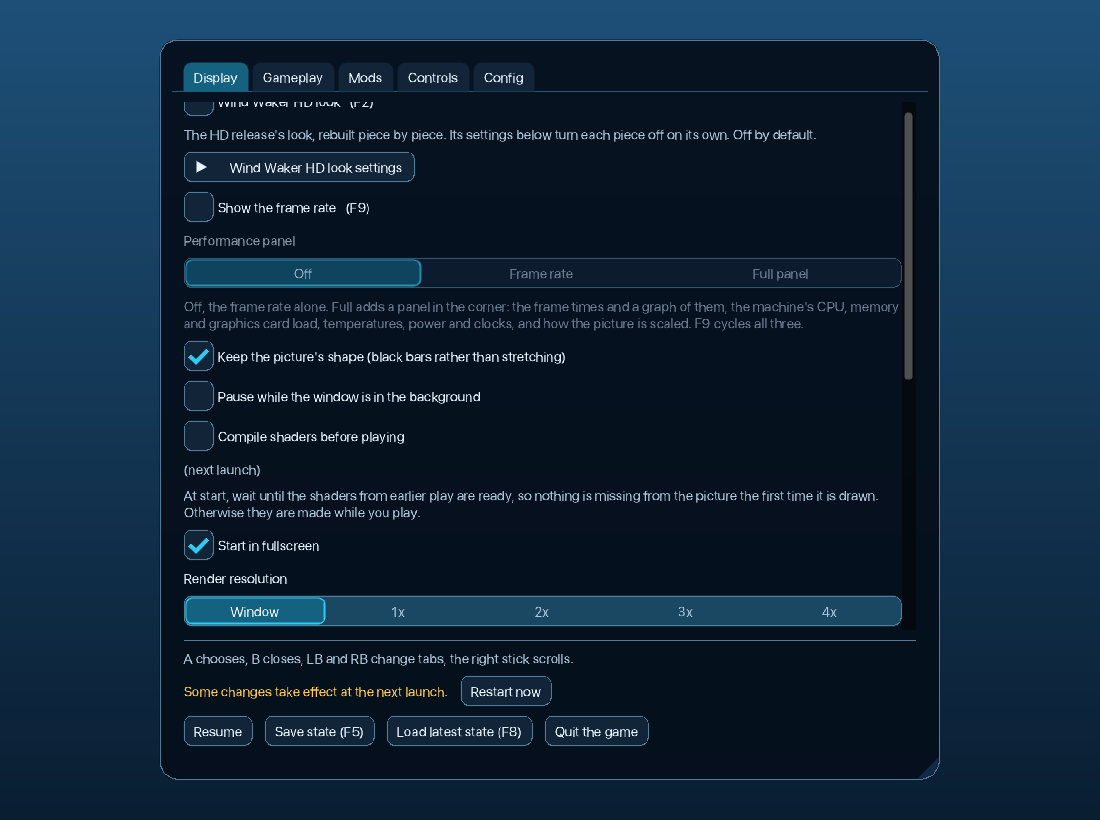 Display Gameplay Mods Controls Config
Wind Waker HD look (F2)
The HD release's look, rebuilt piece by piece. Its settings below turn each piece off on its own. Off by default.
Wind Waker HD look settings
Show the frame rate (F9)
Performance panel
Off Frame rate Full panel
Off, the frame rate alone. Full adds a panel in the corner: the frame times and a graph of them, the machine's CPU, memory
and graphics card load, temperatures, power and clocks, and how the picture is scaled. F9 cycles all three.
Keep the picture's shape (black bars rather than stretching)
Pause while the window is in the background
Compile shaders before playing
(next launch)
At start, wait until the shaders from earlier play are ready, so nothing is missing from the picture the first time it is drawn.
Otherwise they are made while you play.
Start in fullscreen
Render resolution
Window 1x 2x 3x 4x
A chooses, B closes, LB and RB change tabs, the right stick scrolls.
Some changes take effect at the next launch. Restart now
Resume Save state (F5) Load latest state (F8) Quit the game